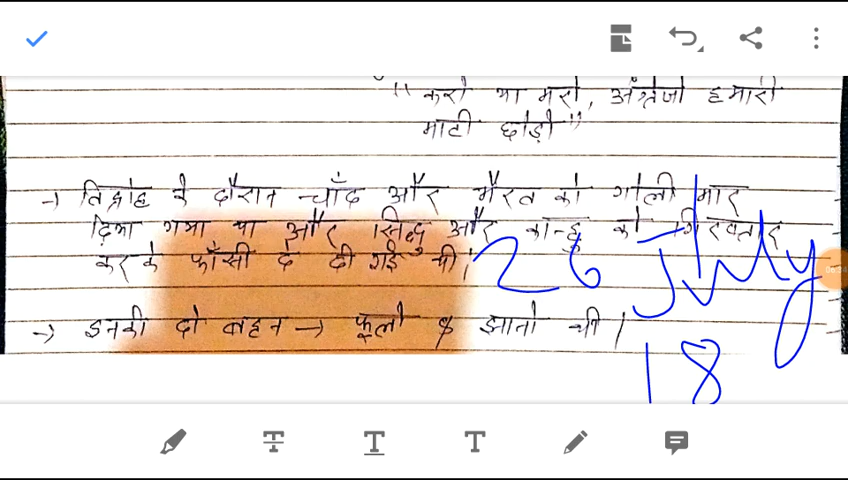 "करो या मरो, अंग्रेजो हमारी
माटी छोड़ो"
→ विद्रोह के दौरान चाँद और भैरव को गोली मार
दिया गया था और सिद्धु और कान्हु को गिरफ्तार
करके फाँसी दे दी गई थी। 26 July
→ इनकी दो बहन → फूलो & झानो थी।
18